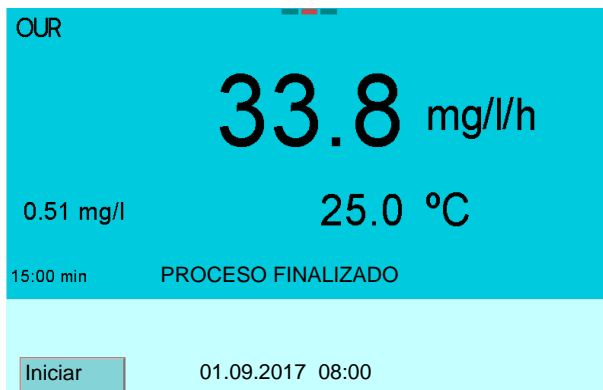 OUR
33.8 mg/l/h
0.51 mg/l 25.0 ºC
15:00 min PROCESO FINALIZADO
Iniciar 01.09.2017 08:00